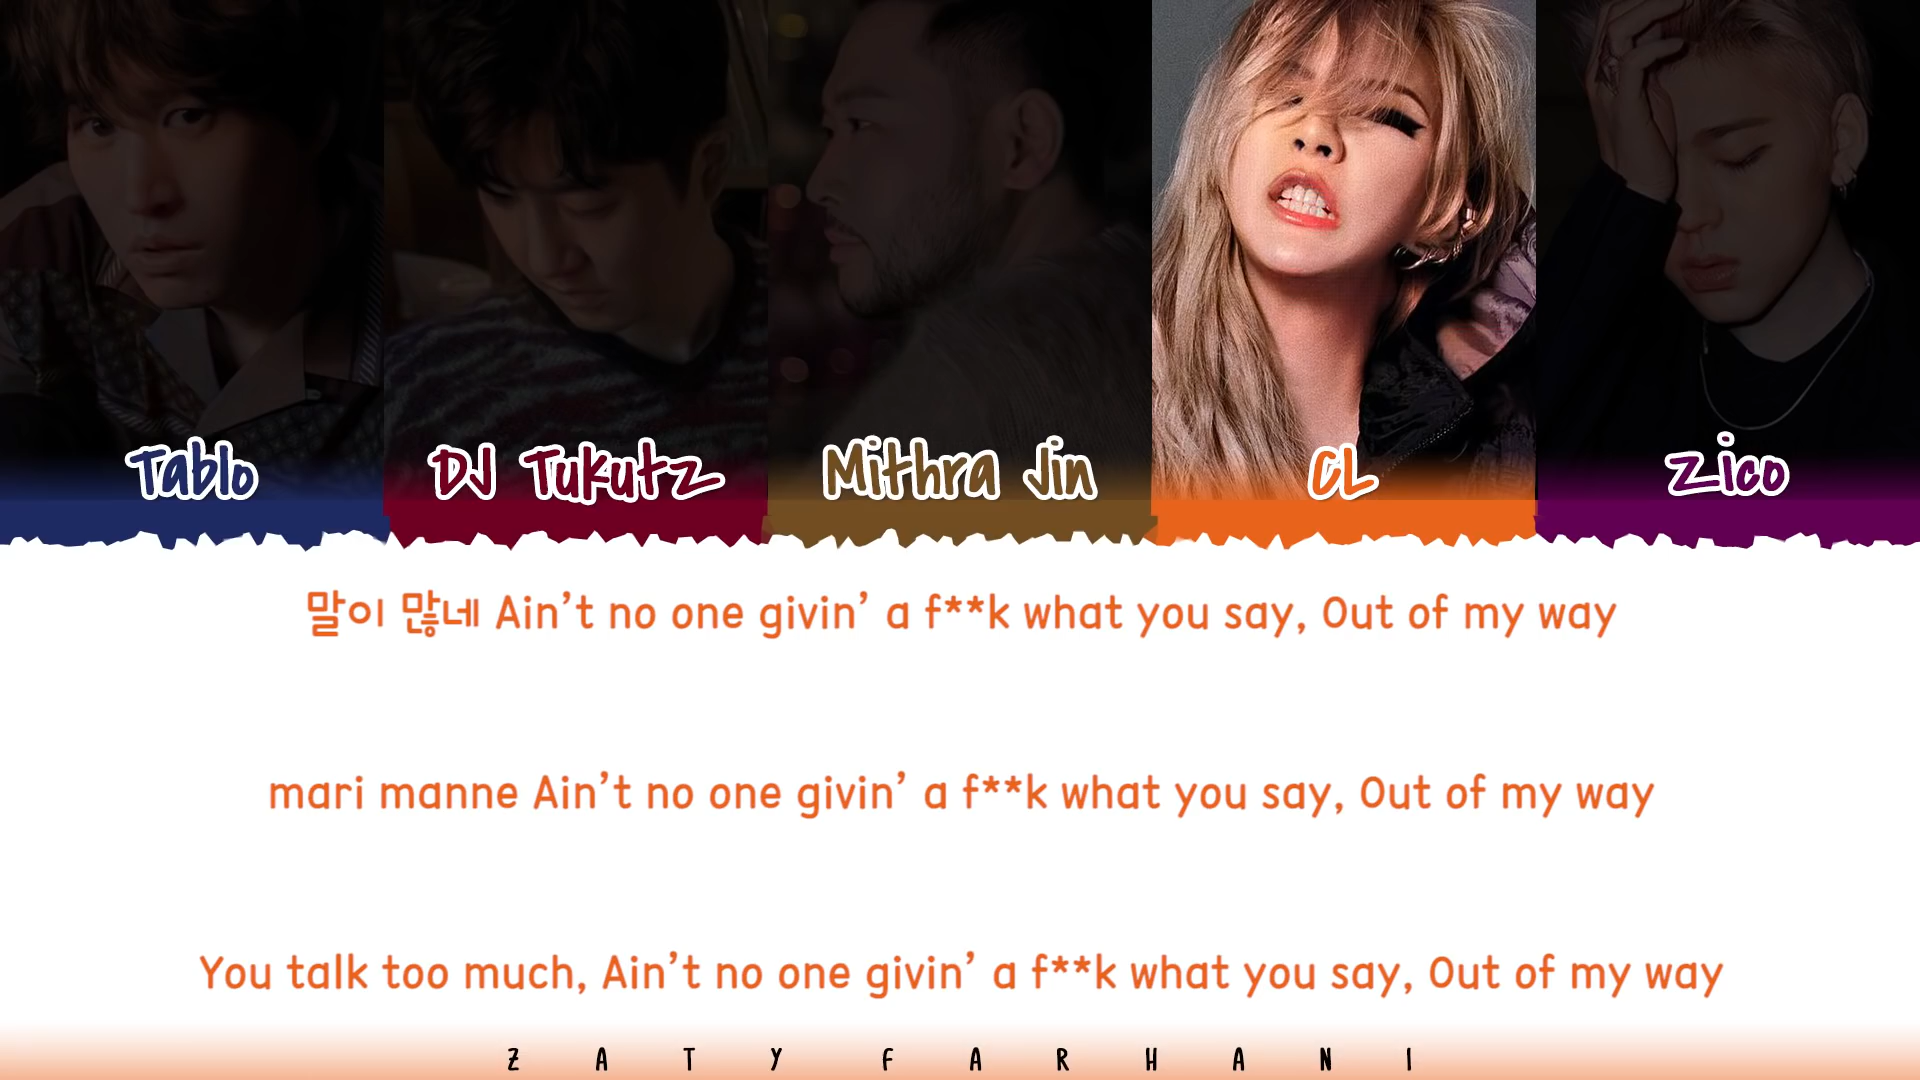 Tablo
DJ Tukutz
Mithra Jin
CL
Zico
말이 많네 Ain't no one givin' a f**k what you say, Out of my way
mari manne Ain't no one givin' a f**k what you say, Out of my way
You talk too much, Ain't no one givin' a f**k what you say, Out of my way
ZATY FARHANI